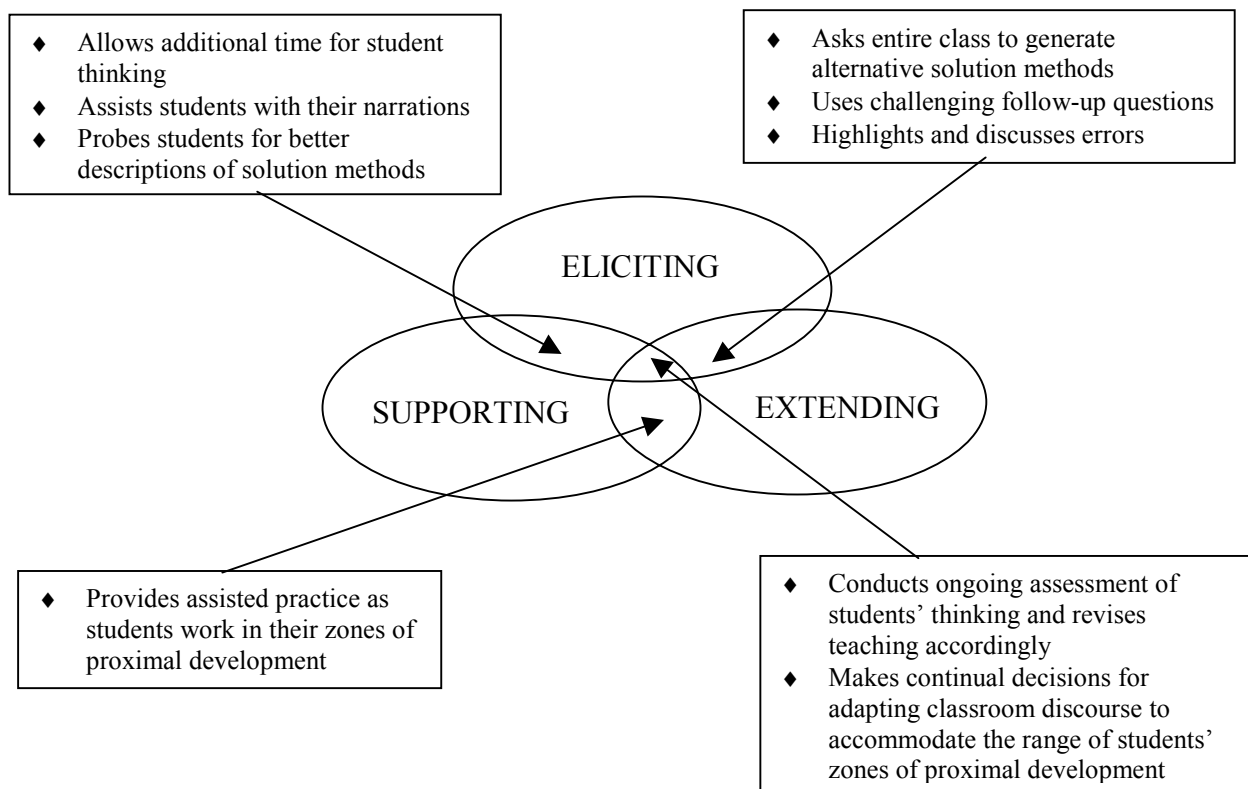 ♦ Allows additional time for student
thinking
♦ Assists students with their narrations
♦ Probes students for better
descriptions of solution methods
♦ Asks entire class to generate
alternative solution methods
♦ Uses challenging follow-up questions
♦ Highlights and discusses errors
ELICITING
SUPPORTING
EXTENDING
♦ Provides assisted practice as
students work in their zones of
proximal development
♦ Conducts ongoing assessment of
students’ thinking and revises
teaching accordingly
♦ Makes continual decisions for
adapting classroom discourse to
accommodate the range of students’
zones of proximal development